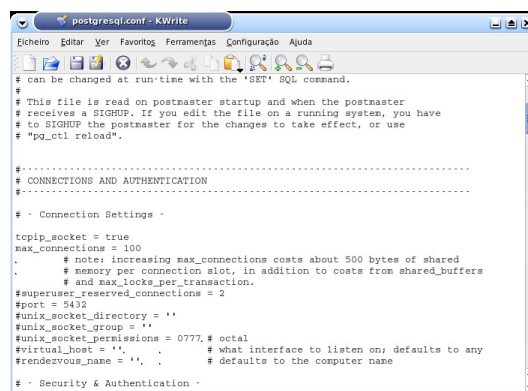 postgresql.conf - KWrite
Ficheiro Editar Ver Favoritos Ferramentas Configuração Ajuda
# can be changed at run-time with the 'SET' SQL command.
#
# This file is read on postmaster startup and when the postmaster
# receives a SIGHUP. If you edit the file on a running system, you have
# to SIGHUP the postmaster for the changes to take effect, or use
# "pg_ctl reload".
#---------------------------------------------------------------------------
# CONNECTIONS AND AUTHENTICATION
#---------------------------------------------------------------------------
# - Connection Settings -
tcpip_socket = true
max_connections = 100
# note: increasing max_connections costs about 500 bytes of shared
# memory per connection slot, in addition to costs from shared_buffers
# and max_locks_per_transaction.
#superuser_reserved_connections = 2
#port = 5432
#unix_socket_directory = ''
#unix_socket_group = ''
#unix_socket_permissions = 0777 # octal
#virtual_host = '' # what interface to listen on; defaults to any
#rendezvous_name = '' # defaults to the computer name
# - Security & Authentication -